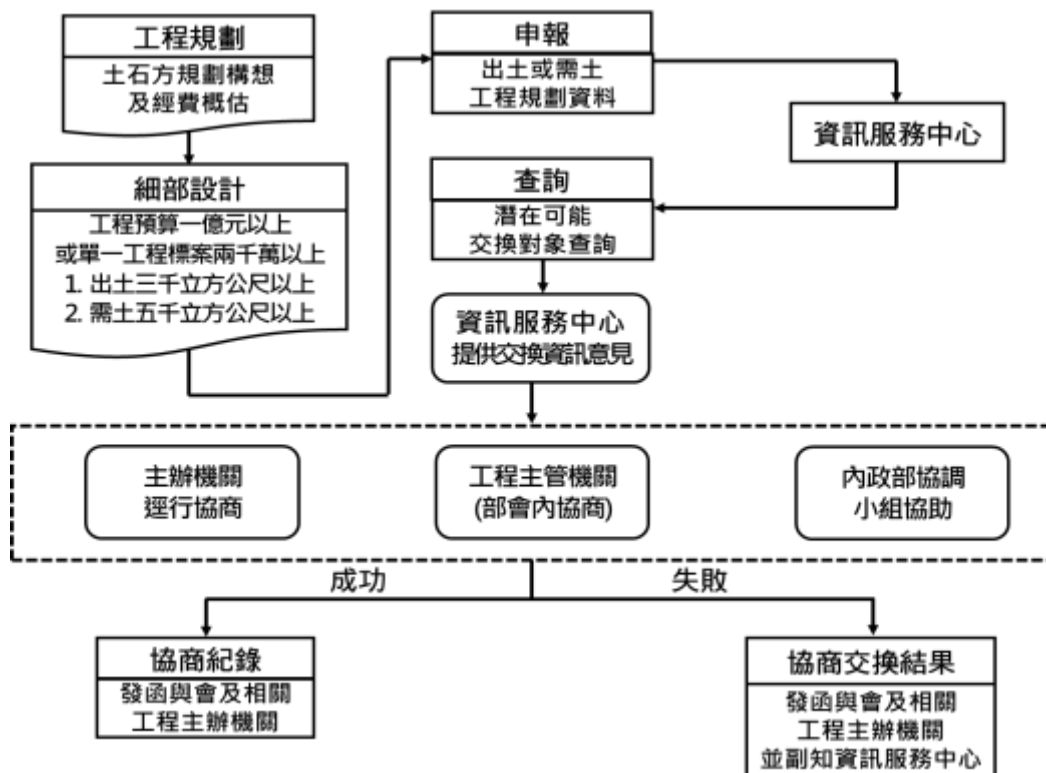 工程規劃
土石方規劃構想
及經費概估
細部設計
工程預算一億元以上
或單一工程標案兩千萬以上
1. 出土三千立方公尺以上
2. 需土五千立方公尺以上
申報
出土或需土
工程規劃資料
資訊服務中心
查詢
潛在可能
交換對象查詢
資訊服務中心
提供交換資訊意見
主辦機關
逕行協商
工程主管機關
(部會內協商)
內政部協調
小組協助
成功
失敗
協商紀錄
發函與會及相關
工程主辦機關
協商交換結果
發函與會及相關
工程主辦機關
並副知資訊服務中心